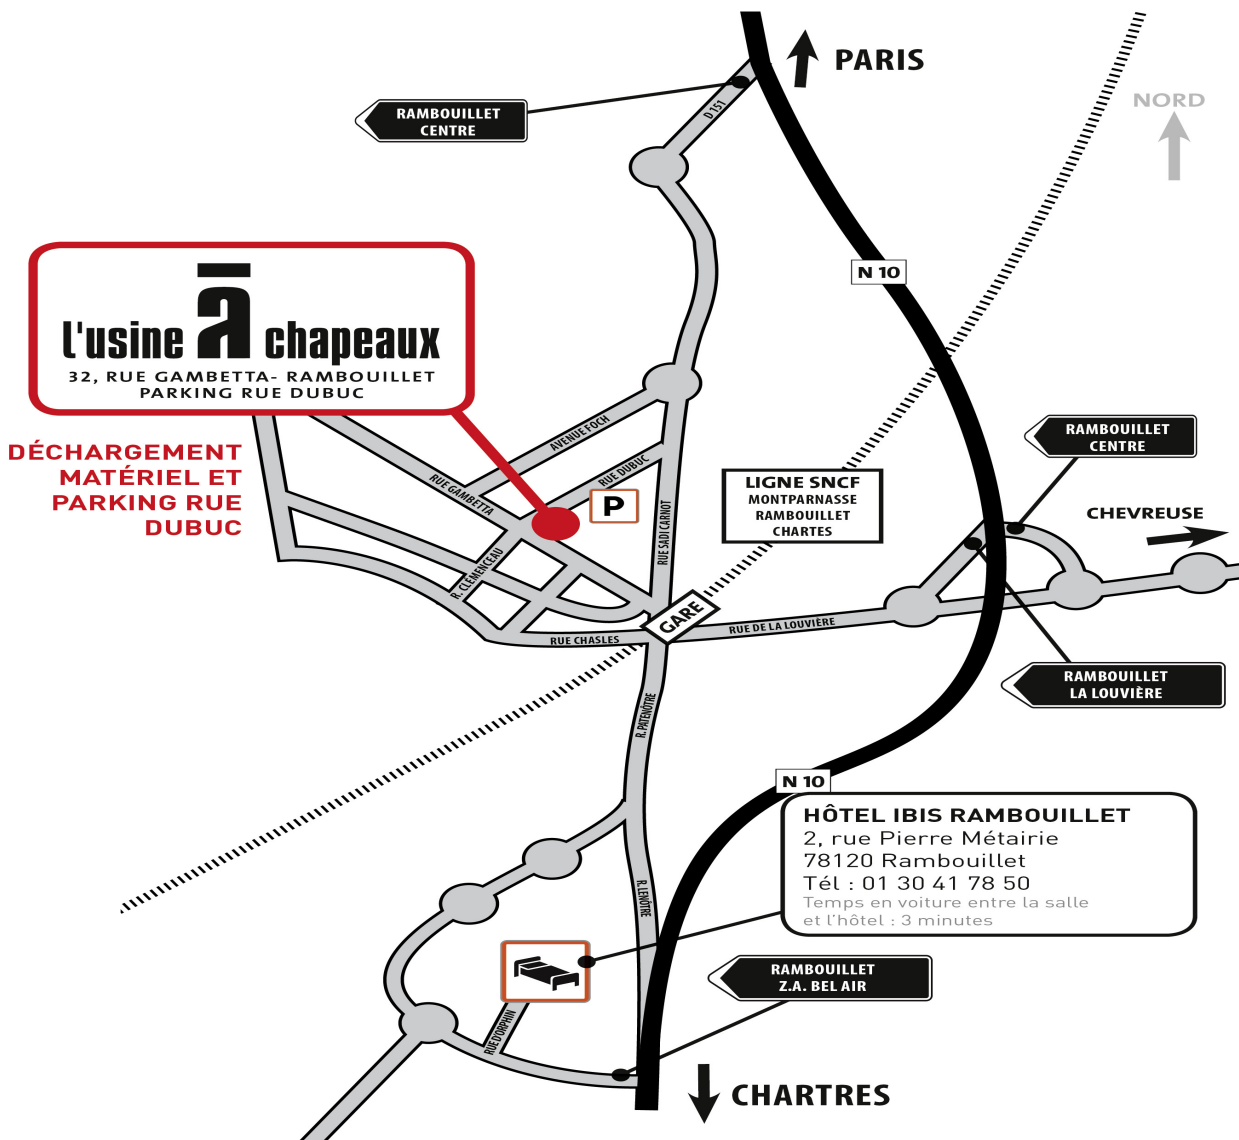 PARIS
NORD
RAMBOUILLET
CENTRE
D 151
N 10
l'usine à chapeaux
32, RUE GAMBETTA- RAMBOUILLET
PARKING RUE DUBUC
DÉCHARGEMENT
MATÉRIEL ET
PARKING RUE
DUBUC
AVENUE FOCH
RUE DUBUC
RUE GAMBETTA
P
RUE SADI CARNOT
R. CLÉMENCEAU
LIGNE SNCF
MONTPARNASSE
RAMBOUILLET
CHARTES
RAMBOUILLET
CENTRE
CHEVREUSE
GARE
RUE CHASLES
RUE DE LA LOUVIÈRE
RAMBOUILLET
LA LOUVIÈRE
R. PATENÔTRE
N 10
HÔTEL IBIS RAMBOUILLET
2, rue Pierre Métairie
78120 Rambouillet
Tél : 01 30 41 78 50
Temps en voiture entre la salle
et l'hôtel : 3 minutes
R. LENÔTRE
RAMBOUILLET
Z.A. BEL AIR
RUE D'ORPHIN
CHARTRES